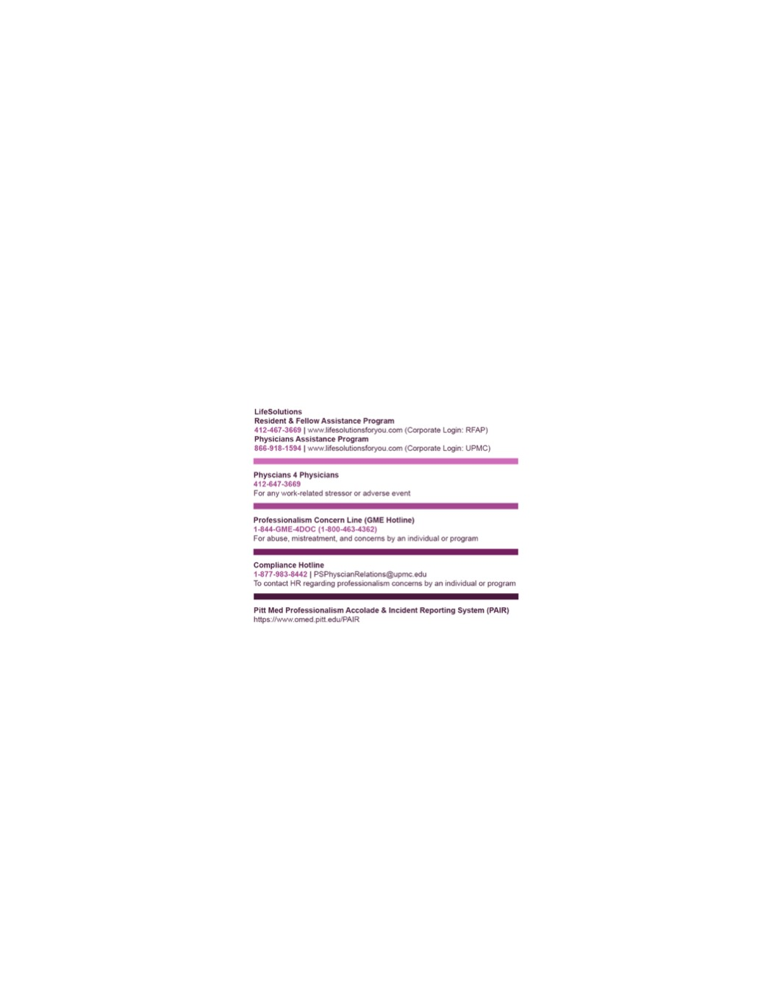 LifeSolutions
Resident & Fellow Assistance Program
412-467-3669 | www.lifesolutionsforyou.com (Corporate Login: RFAP)
Physicians Assistance Program
866-918-1594 | www.lifesolutionsforyou.com (Corporate Login: UPMC)
Physcians 4 Physicians
412-647-3669
For any work-related stressor or adverse event
Professionalism Concern Line (GME Hotline)
1-844-GME-4DOC (1-800-463-4362)
For abuse, mistreatment, and concerns by an individual or program
Compliance Hotline
1-877-983-8442 | PSPhyscianRelations@upmc.edu
To contact HR regarding professionalism concerns by an individual or program
Pitt Med Professionalism Accolade & Incident Reporting System (PAIR)
https://www.omed.pitt.edu/PAIR